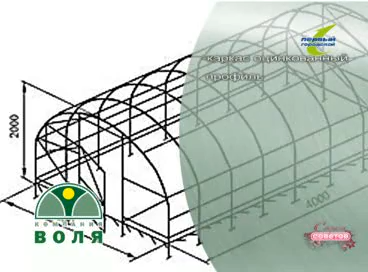 первый
городской
каркас оцинкованный
профиль
2000
4000
КОМПАНИЯ
ВОЛЯ
советов